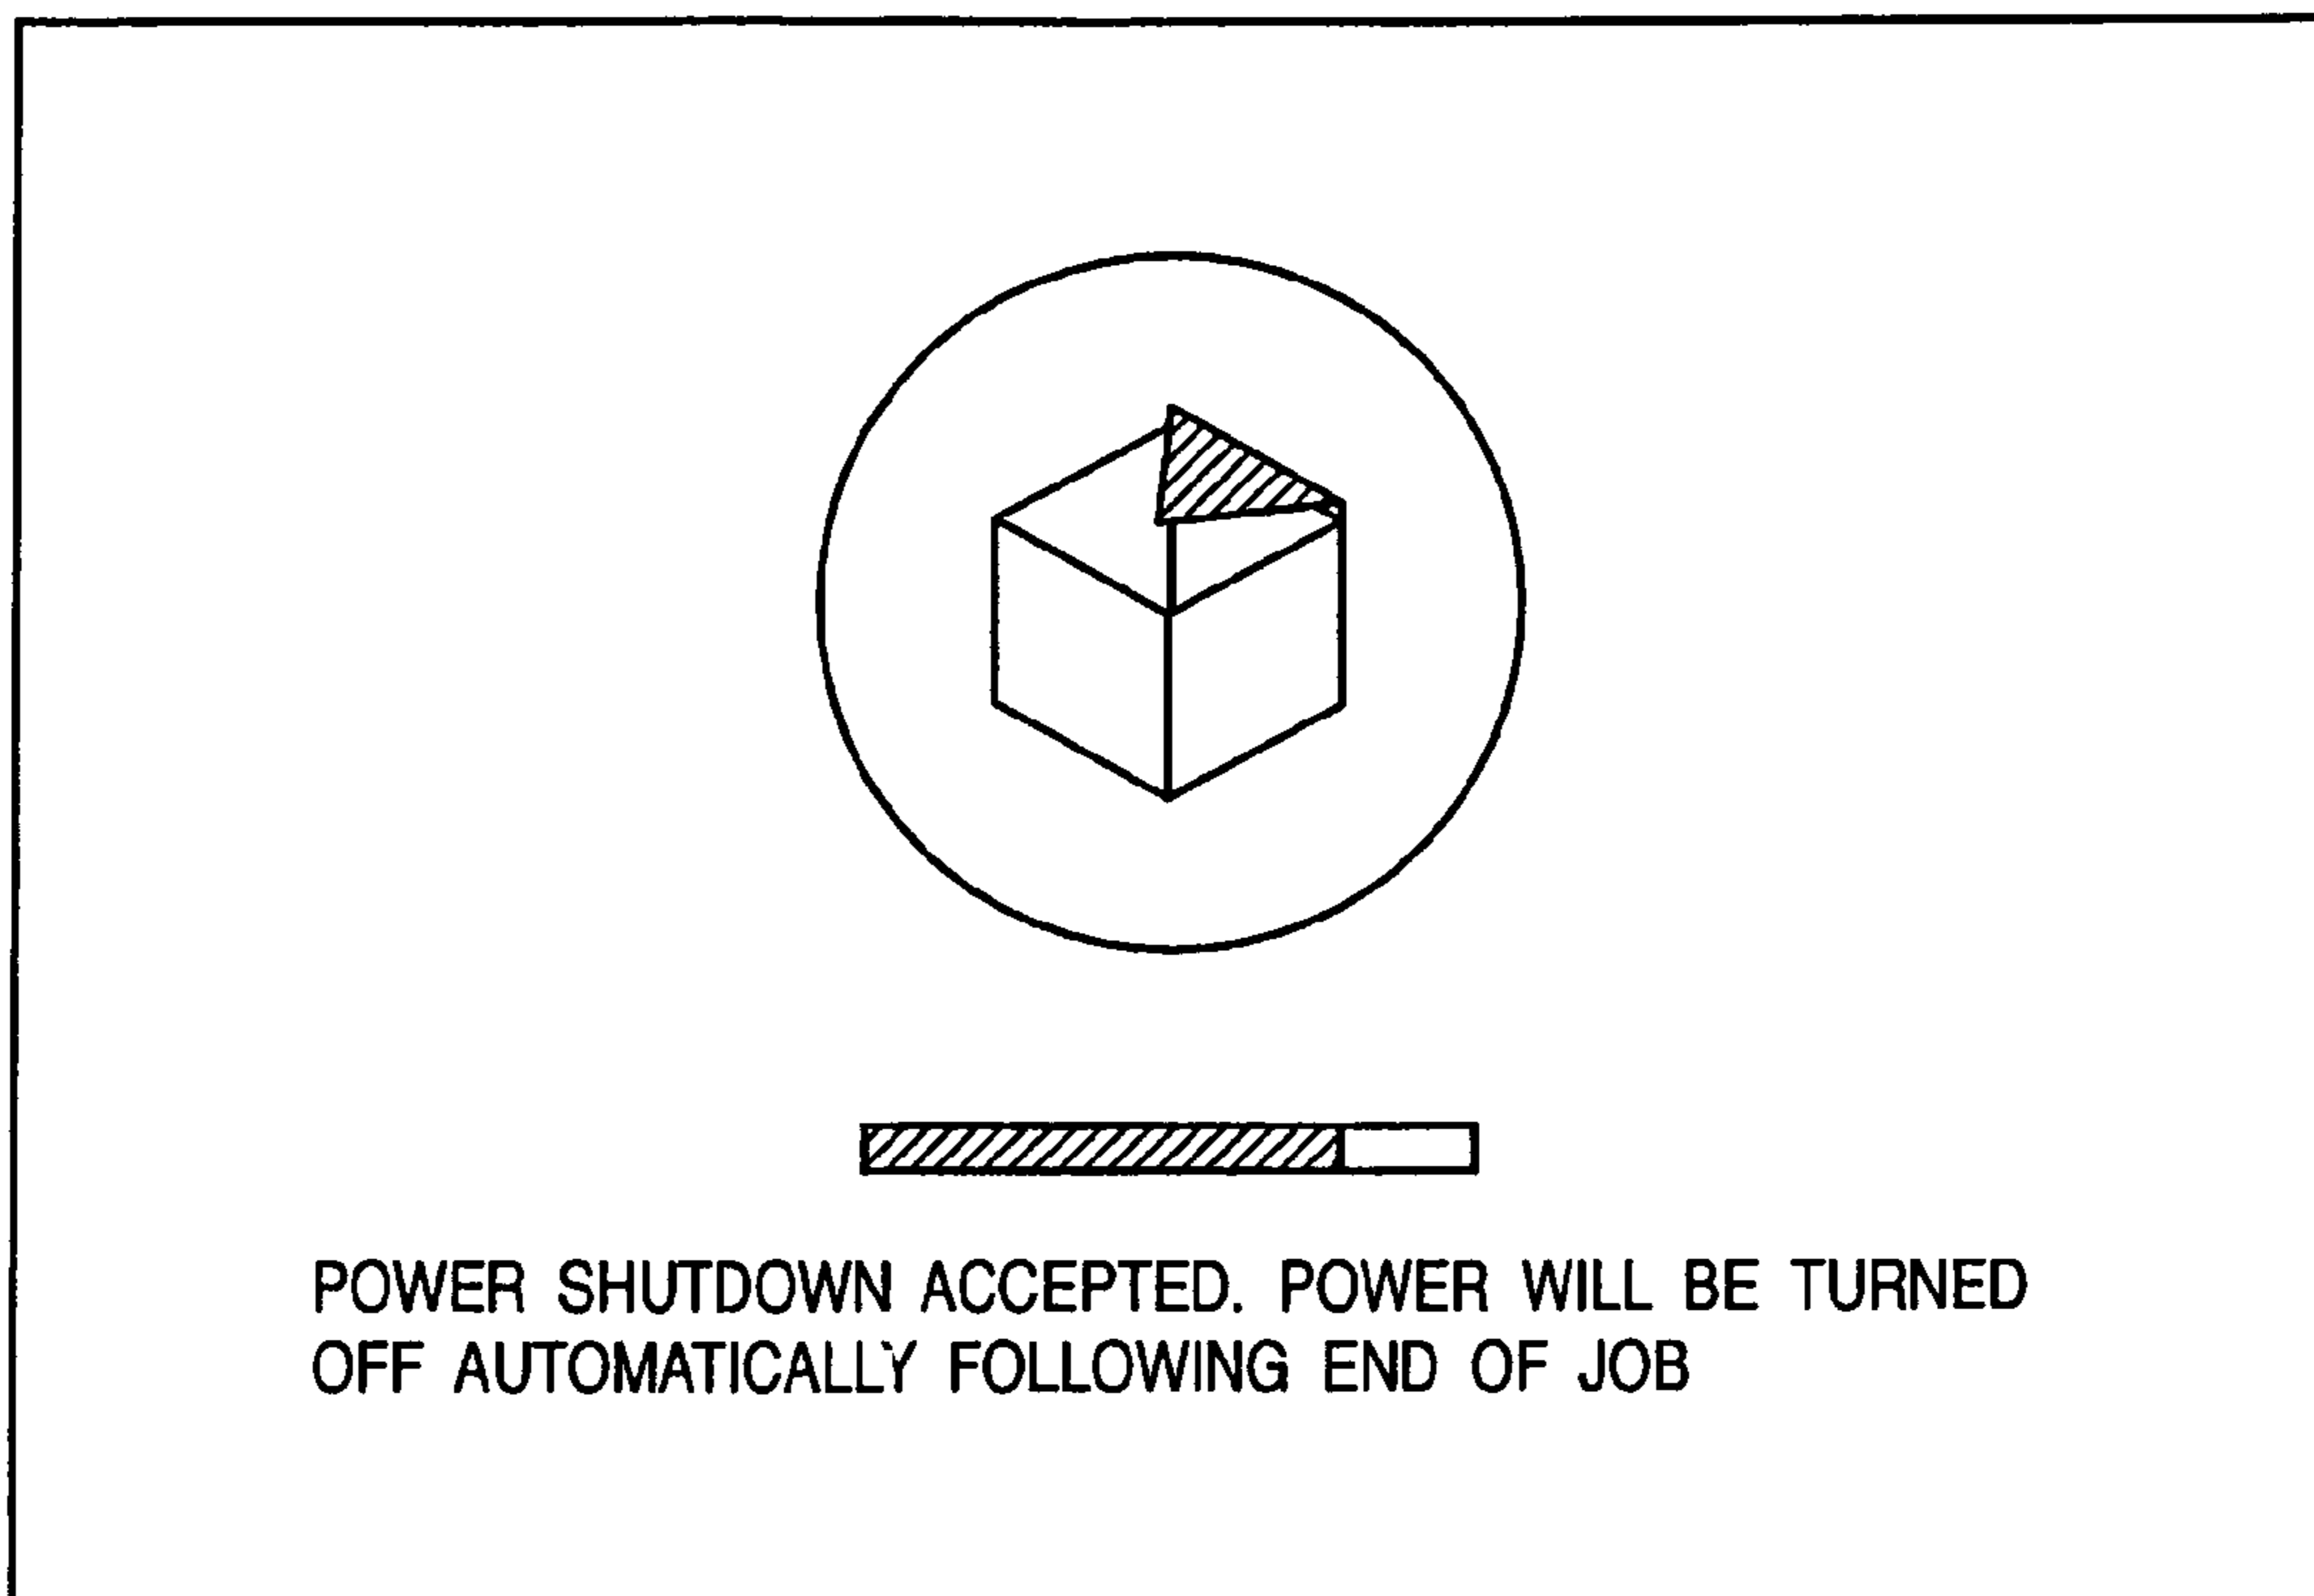 POWER SHUTDOWN ACCEPTED. POWER WILL BE TURNED
OFF AUTOMATICALLY FOLLOWING END OF JOB